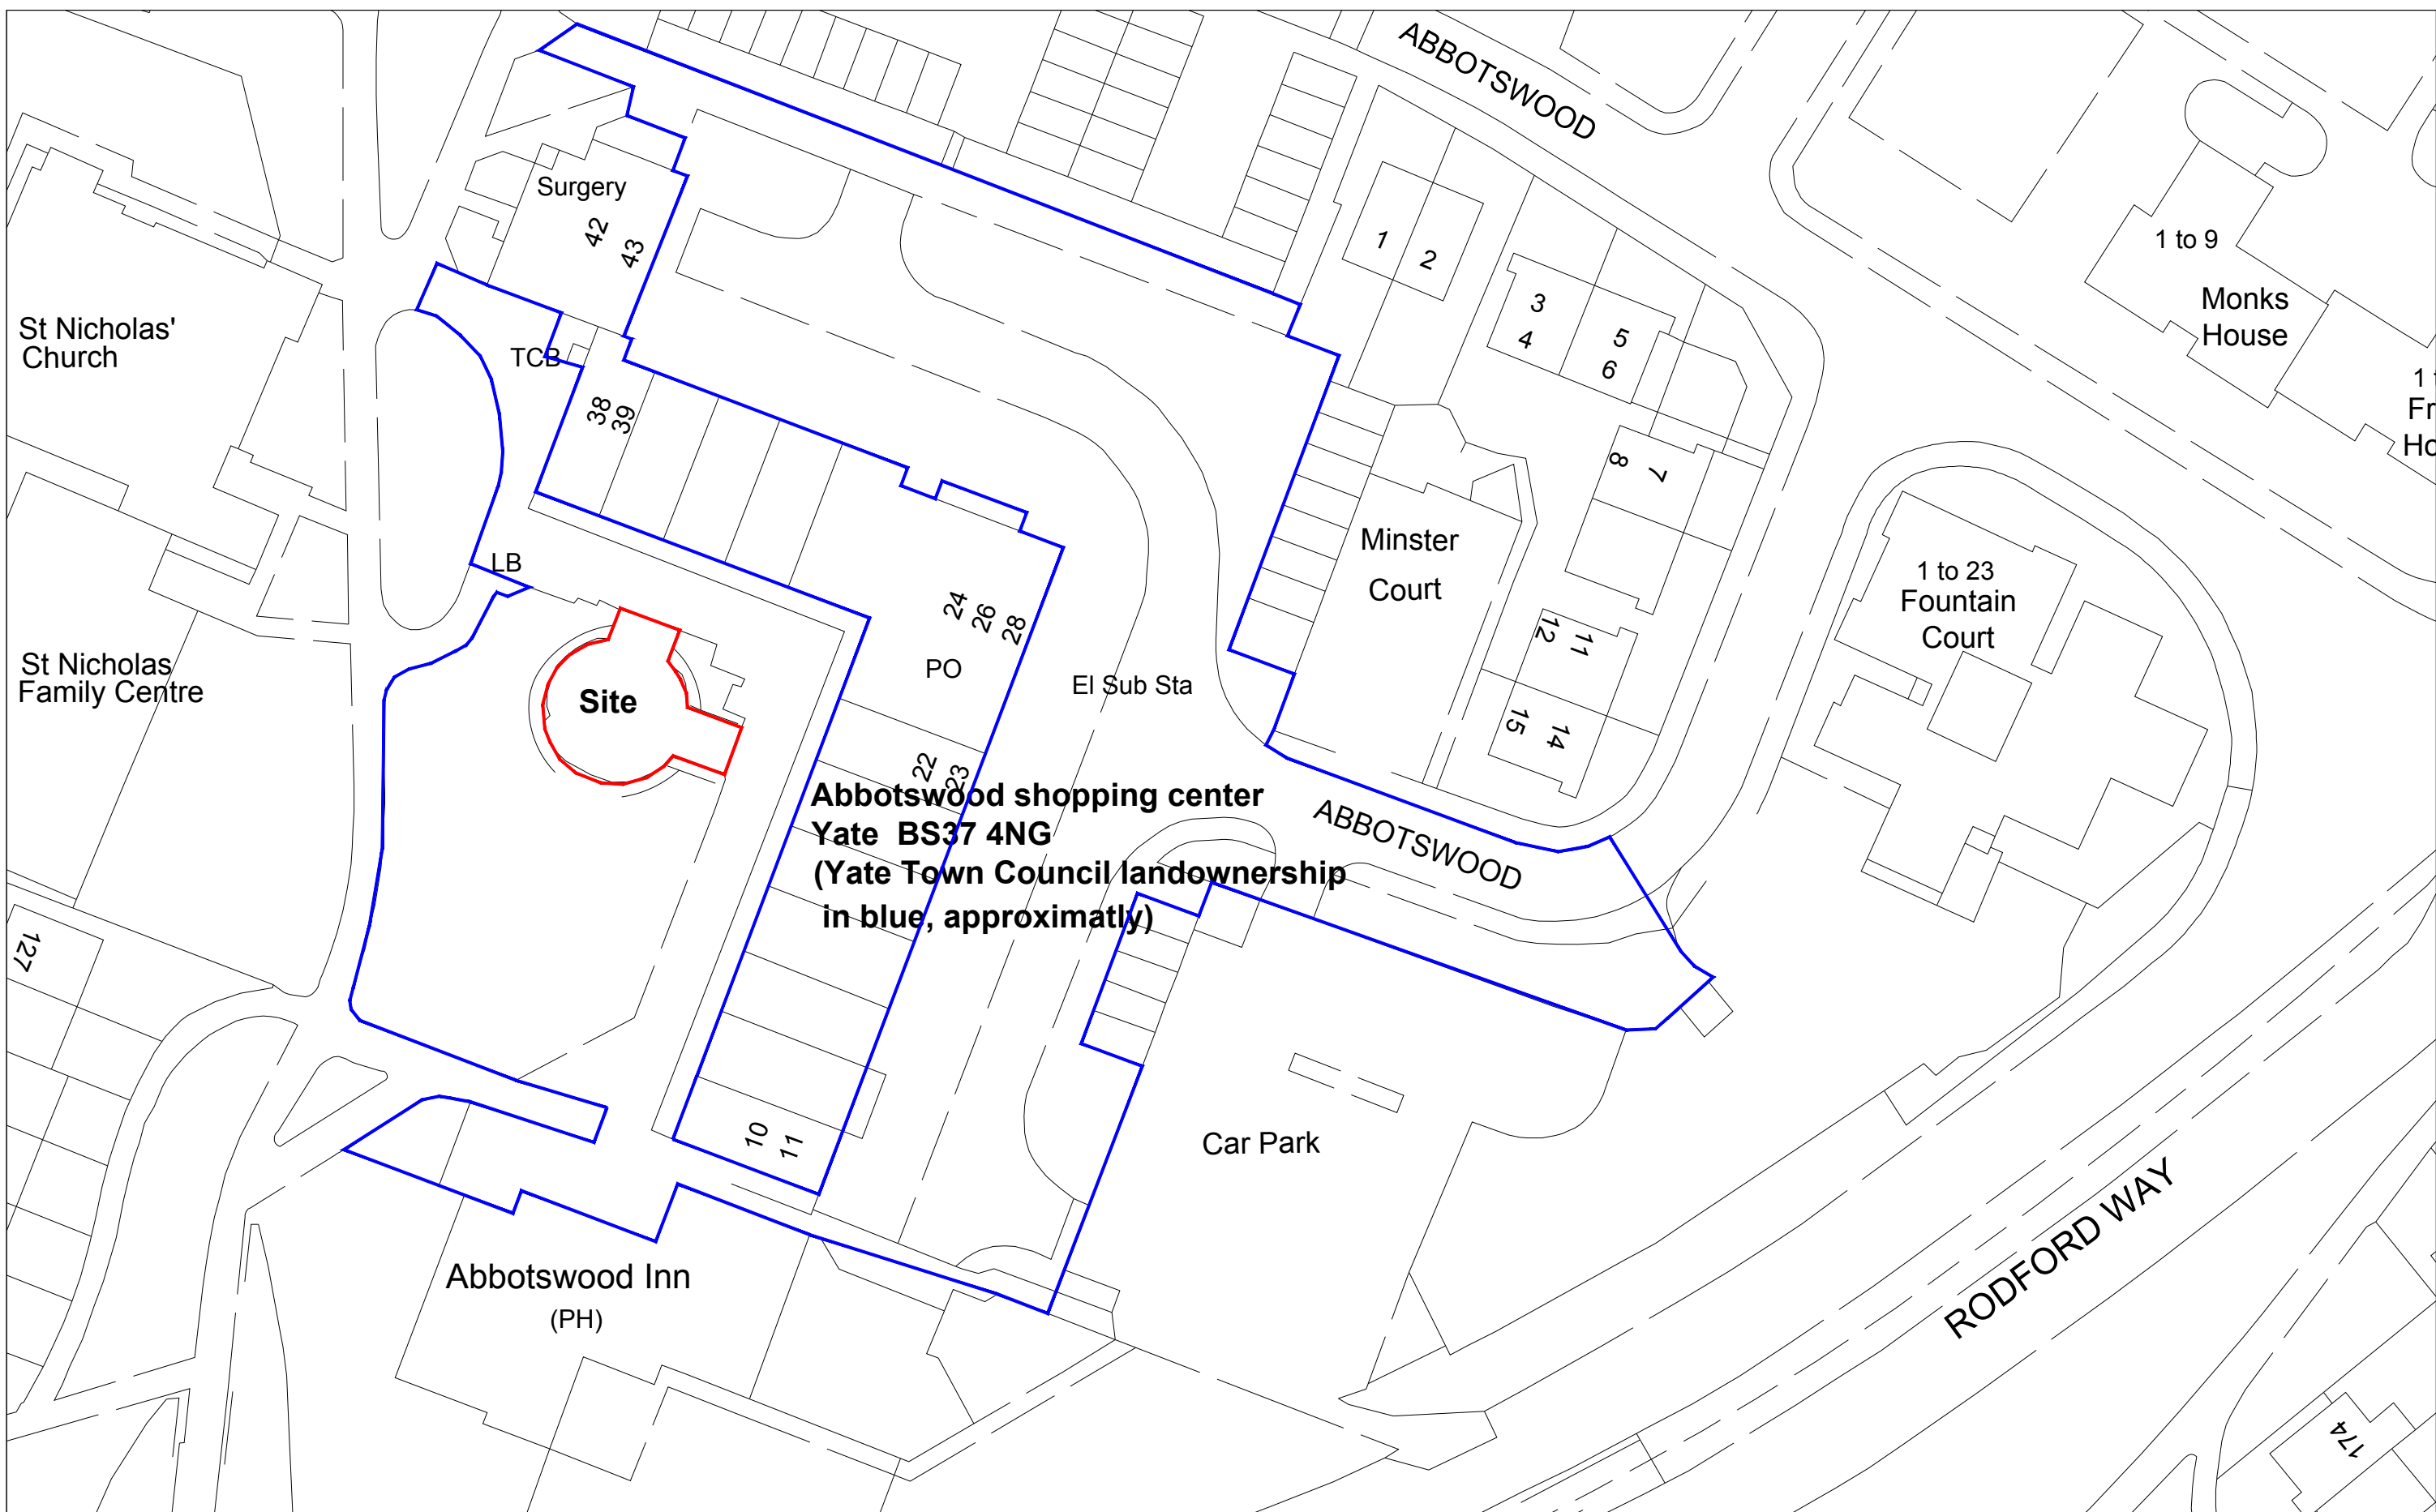 ABBOTSWOOD
Surgery
42
43
1
2
1 to 9
Monks
House
3
4
5
6
St Nicholas'
Church
TCB
38
39
1
Fr
Ho
8
7
Minster
Court
LB
1 to 23
Fountain
Court
24
26
28
12
11
St Nicholas
Family Centre
PO
El Sub Sta
Site
15
14
22
23
Abbotswood shopping center
Yate BS37 4NG
(Yate Town Council landownership
in blue, approximatly)
ABBOTSWOOD
127
10
11
Car Park
RODFORD WAY
Abbotswood Inn
(PH)
174